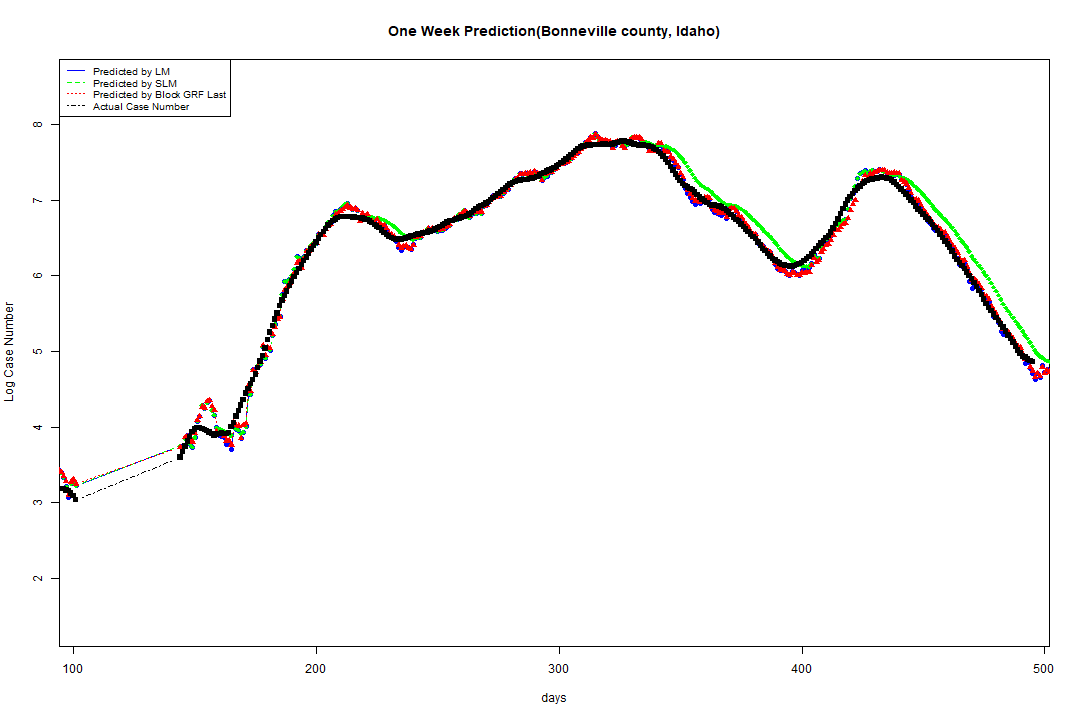 One Week Prediction(Bonneville county, Idaho)
Predicted by LM
Predicted by SLM
Predicted by Block GRF Last
Actual Case Number
8
7
6
5
4
3
2
Log Case Number
100 200 300 400 500
days